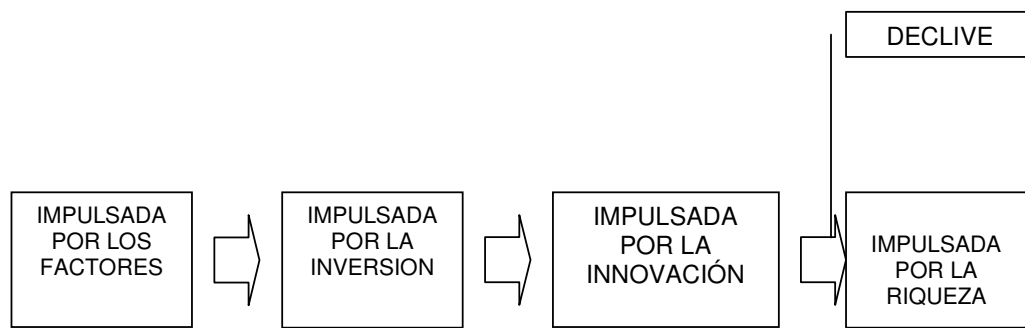 DECLIVE
IMPULSADA
POR LOS
FACTORES
IMPULSADA
POR LA
INVERSION
IMPULSADA
POR LA
INNOVACIÓN
IMPULSADA
POR LA
RIQUEZA